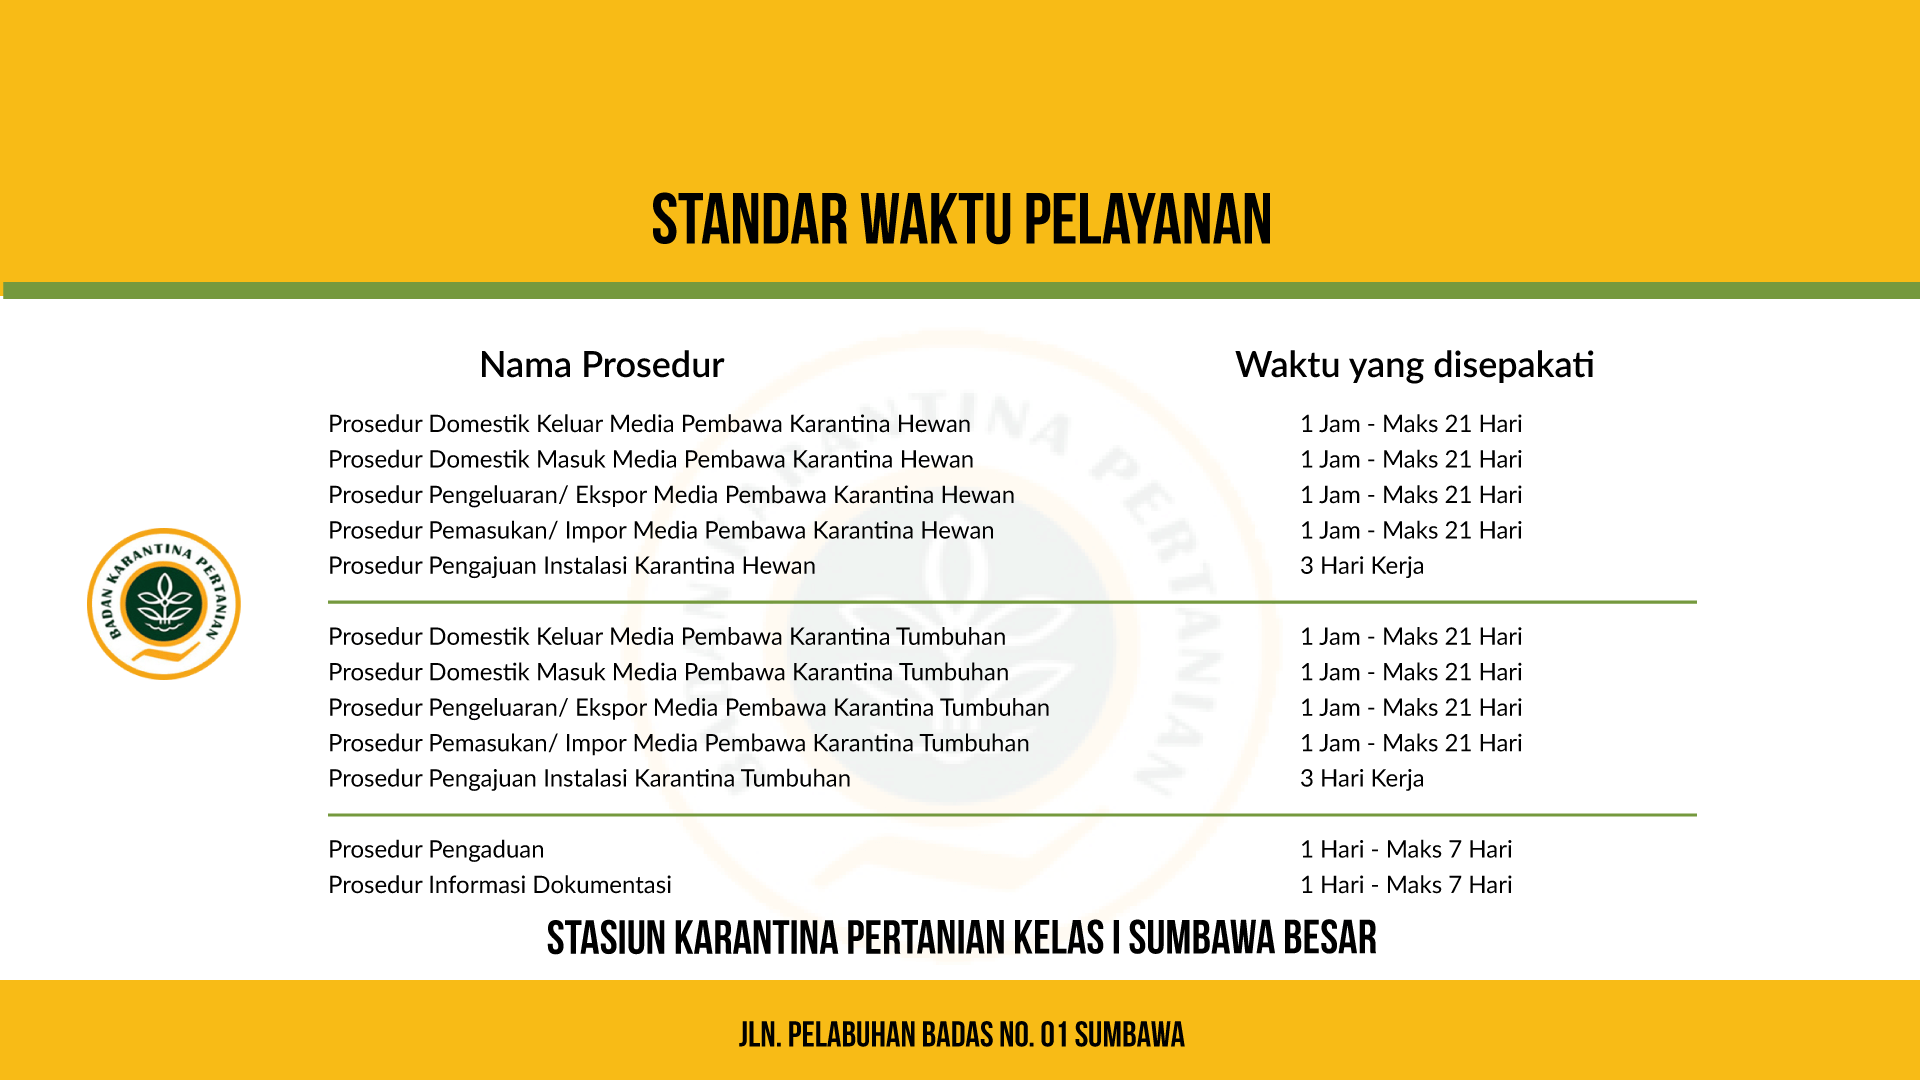 STANDAR WAKTU PELAYANAN
Nama Prosedur Waktu yang disepakati
Prosedur Domestik Keluar Media Pembawa Karantina Hewan 1 Jam - Maks 21 Hari
Prosedur Domestik Masuk Media Pembawa Karantina Hewan 1 Jam - Maks 21 Hari
Prosedur Pengeluaran/ Ekspor Media Pembawa Karantina Hewan 1 Jam - Maks 21 Hari
Prosedur Pemasukan/ Impor Media Pembawa Karantina Hewan 1 Jam - Maks 21 Hari
Prosedur Pengajuan Instalasi Karantina Hewan 3 Hari Kerja
BADAN KARANTINA PERTANIAN
Prosedur Domestik Keluar Media Pembawa Karantina Tumbuhan 1 Jam - Maks 21 Hari
Prosedur Domestik Masuk Media Pembawa Karantina Tumbuhan 1 Jam - Maks 21 Hari
Prosedur Pengeluaran/ Ekspor Media Pembawa Karantina Tumbuhan 1 Jam - Maks 21 Hari
Prosedur Pemasukan/ Impor Media Pembawa Karantina Tumbuhan 1 Jam - Maks 21 Hari
Prosedur Pengajuan Instalasi Karantina Tumbuhan 3 Hari Kerja
BADAN KARANTINA PERTANIAN
Prosedur Pengaduan 1 Hari - Maks 7 Hari
Prosedur Informasi Dokumentasi 1 Hari - Maks 7 Hari
STASIUN KARANTINA PERTANIAN KELAS I SUMBAWA BESAR
JLN. PELABUHAN BADAS NO. 01 SUMBAWA